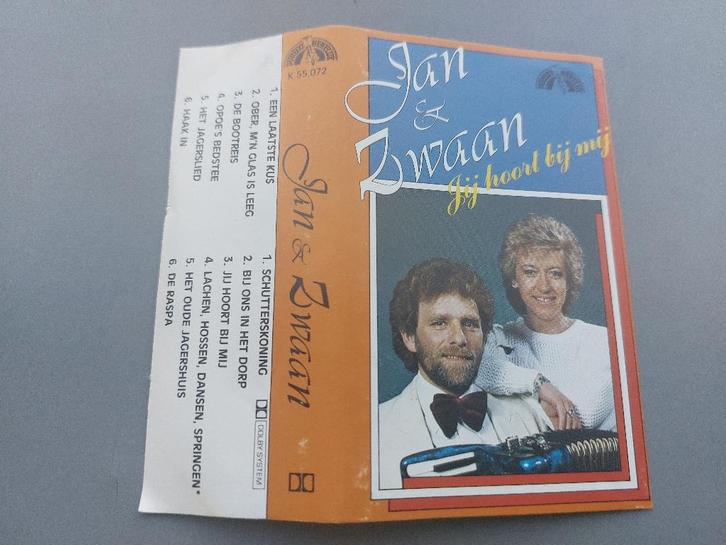 Jan
&
Zwaan
Jij hoort bij mij
K 55.072
Jan & Zwaan
1. EEN LAATSTE KUS
2. OBER, M'N GLAS IS LEEG
3. DE BOOTREIS
4. OPOE'S BEDSTEE
5. HET JAGERSLIED
6. HAAK IN
1. SCHUTTERSKONING
2. BIJ ONS IN HET DORP
3. JIJ HOORT BIJ MIJ
4. LACHEN, HOSSEN, DANSEN, SPRINGEN*
5. HET OUDE JAGERSHUIS
6. DE RASPA
DOLBY SYSTEM